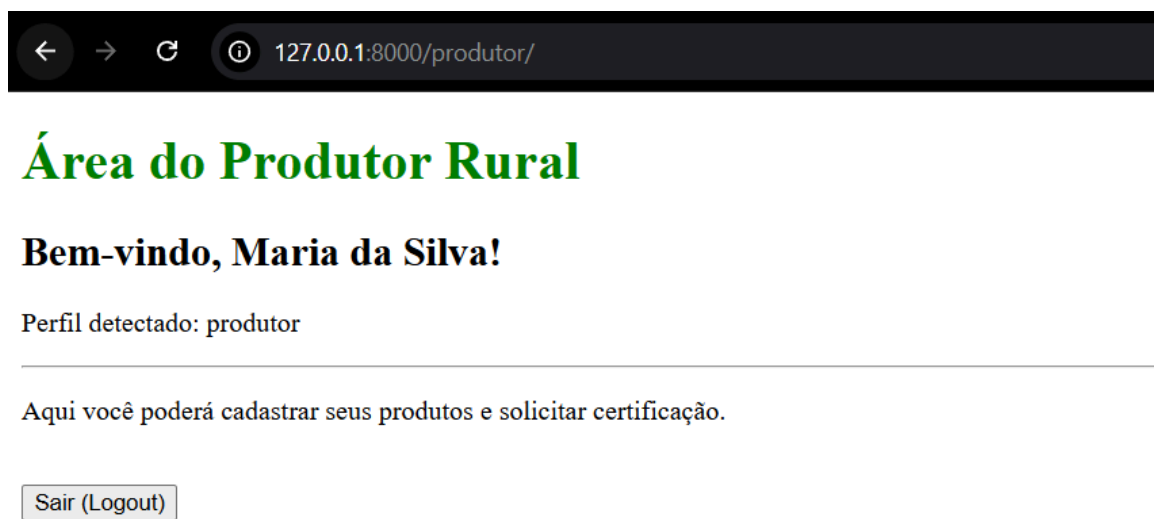 127.0.0.1:8000/produtor/
Área do Produtor Rural
Bem-vindo, Maria da Silva!
Perfil detectado: produtor
Aqui você poderá cadastrar seus produtos e solicitar certificação.
Sair (Logout)